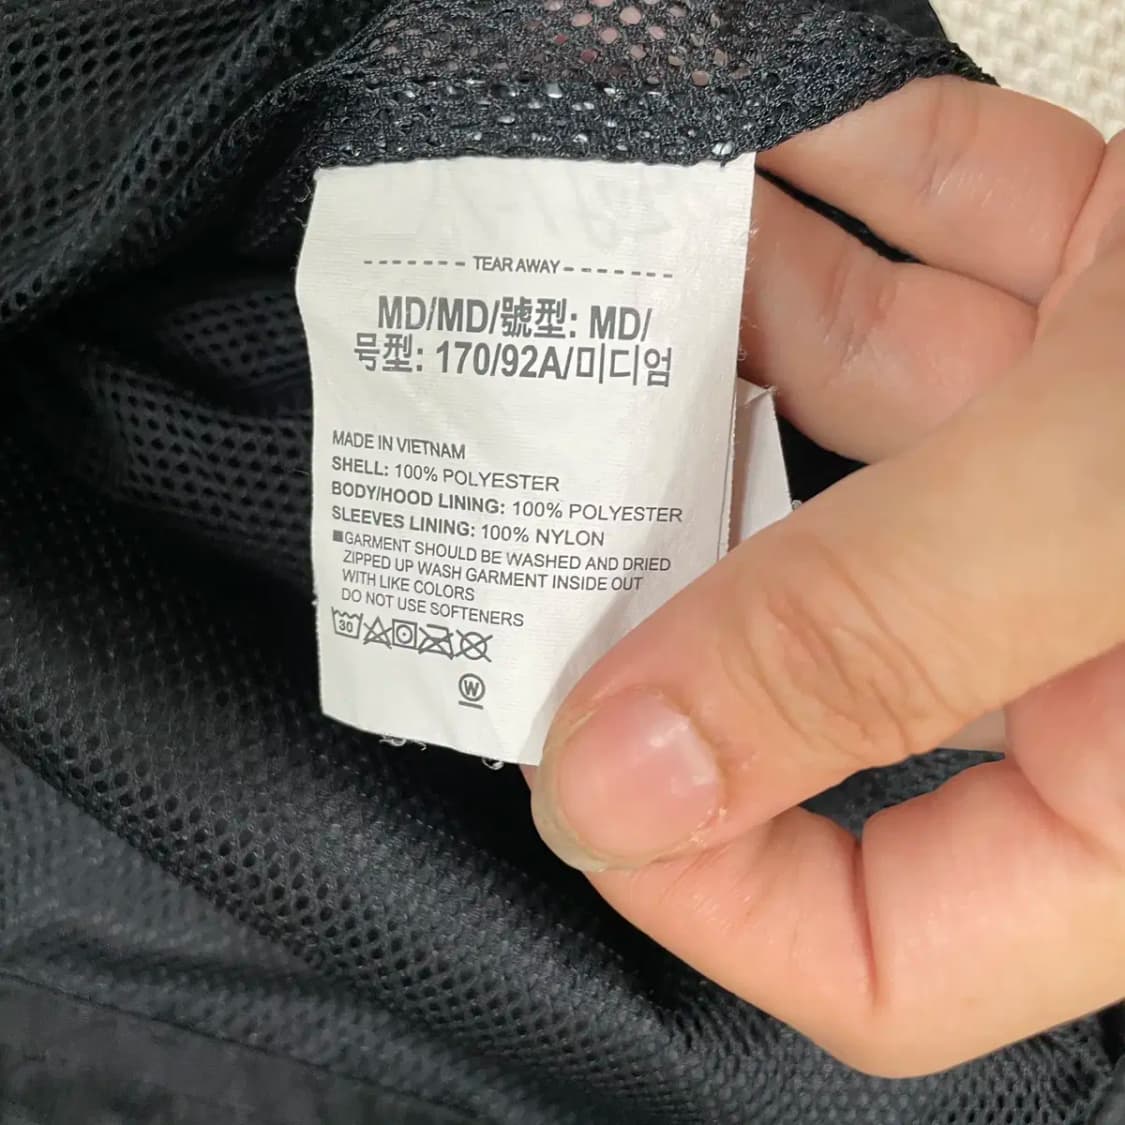 TEAR AWAY
MD/MD/號型: MD/
号型: 170/92A/미디엄
MADE IN VIETNAM
SHELL: 100% POLYESTER
BODY/HOOD LINING: 100% POLYESTER
SLEEVES LINING: 100% NYLON
■GARMENT SHOULD BE WASHED AND DRIED
ZIPPED UP WASH GARMENT INSIDE OUT
WITH LIKE COLORS
DO NOT USE SOFTENERS
30
W